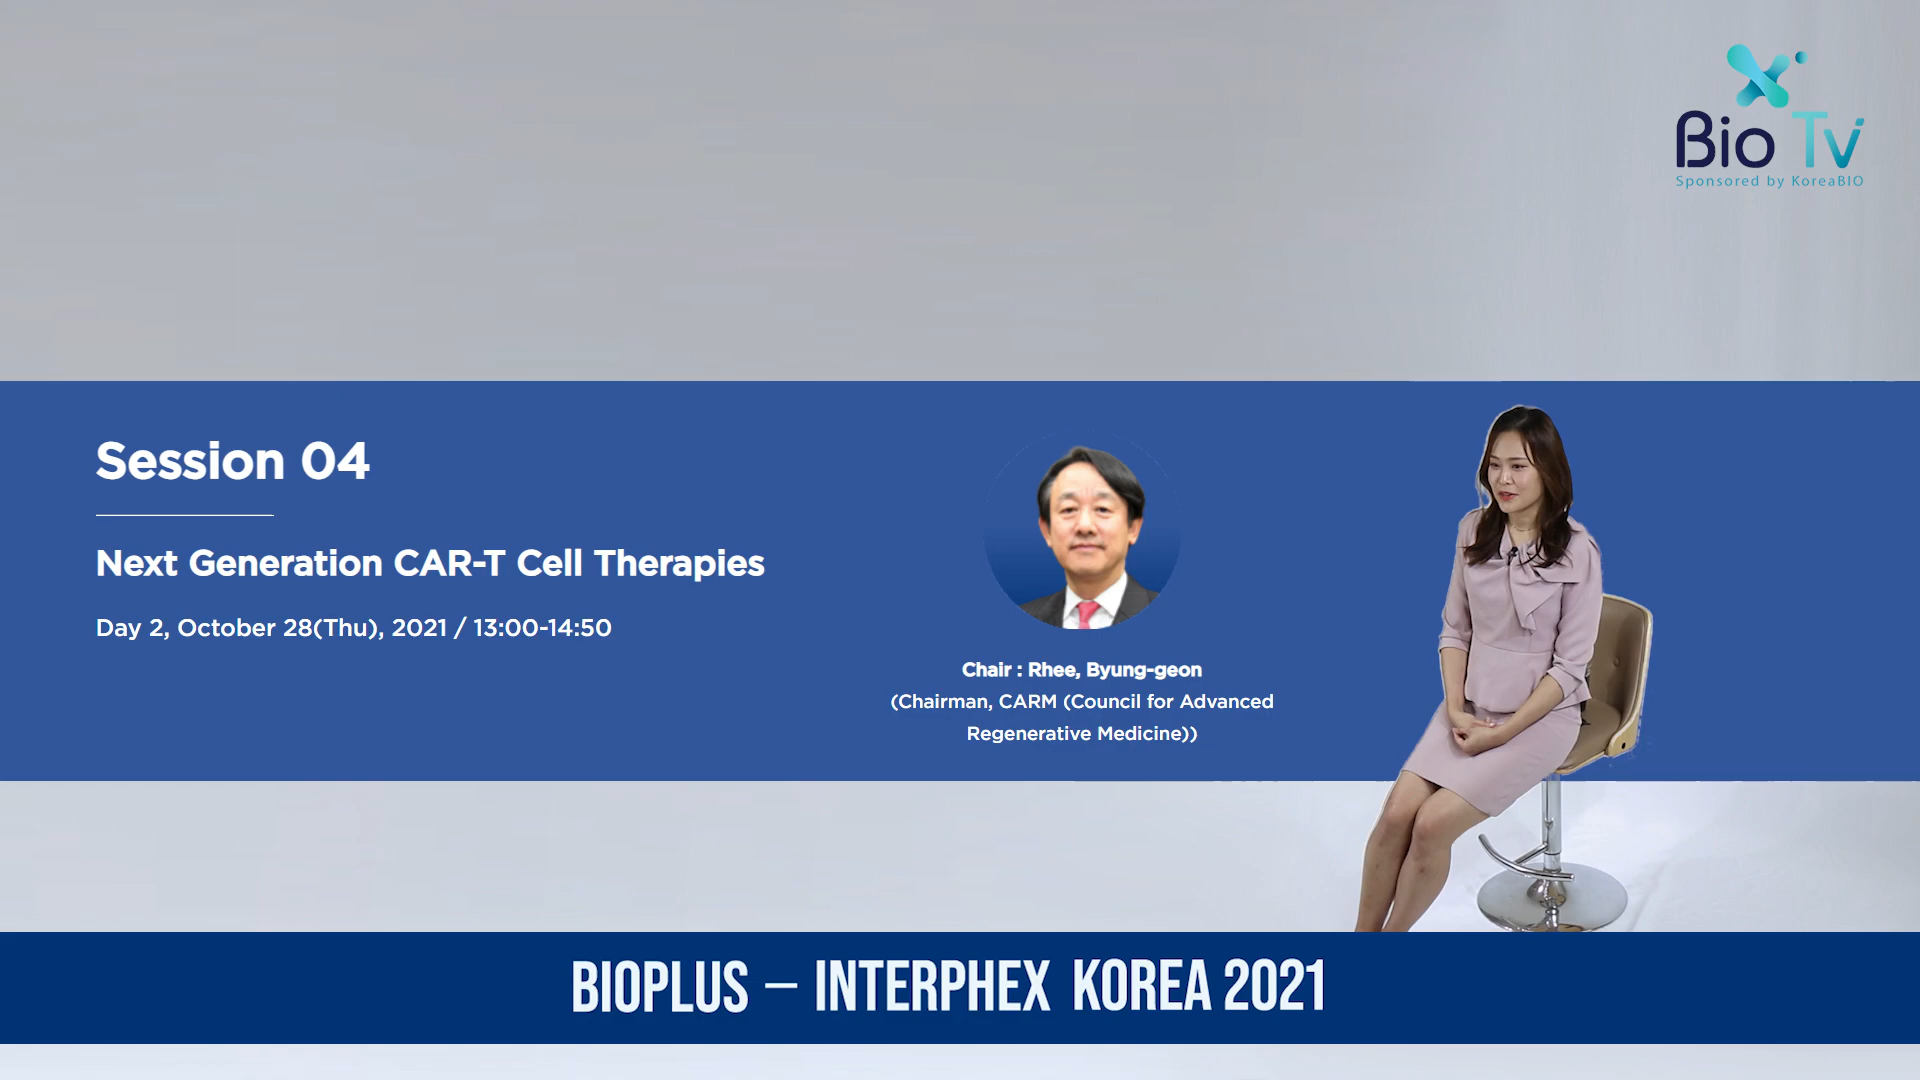 Bio Tv
Sponsored by KoreaBIO
Session 04
Next Generation CAR-T Cell Therapies
Day 2, October 28(Thu), 2021 / 13:00-14:50
Chair : Rhee, Byung-geon
(Chairman, CARM (Council for Advanced
Regenerative Medicine))
BIOPLUS – INTERPHEX KOREA 2021